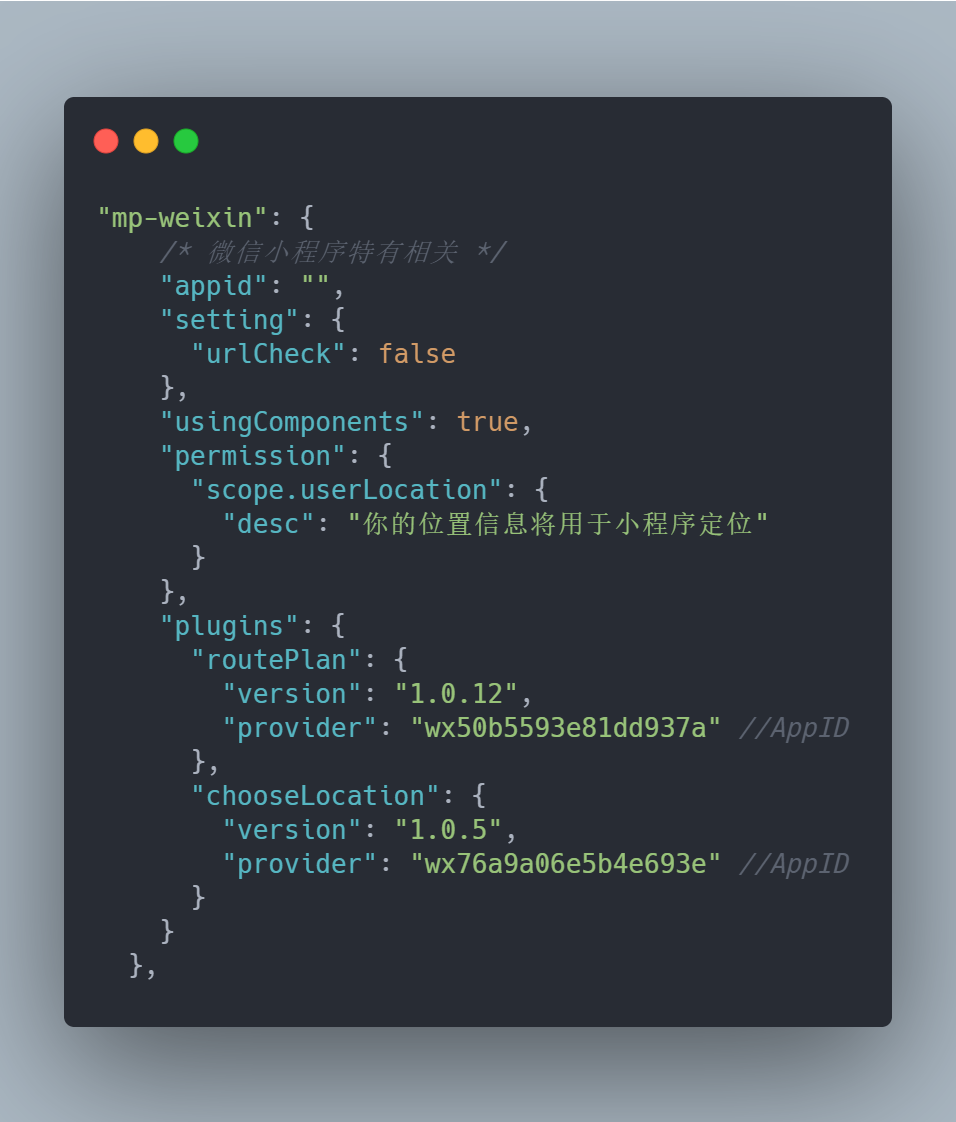 "mp-weixin": {
    /* 微信小程序特有相关 */
    "appid": "",
    "setting": {
      "urlCheck": false
    },
    "usingComponents": true,
    "permission": {
      "scope.userLocation": {
        "desc": "你的位置信息将用于小程序定位"
      }
    },
    "plugins": {
      "routePlan": {
        "version": "1.0.12",
        "provider": "wx50b5593e81dd937a" //AppID
      },
      "chooseLocation": {
        "version": "1.0.5",
        "provider": "wx76a9a06e5b4e693e" //AppID
      }
    }
  },